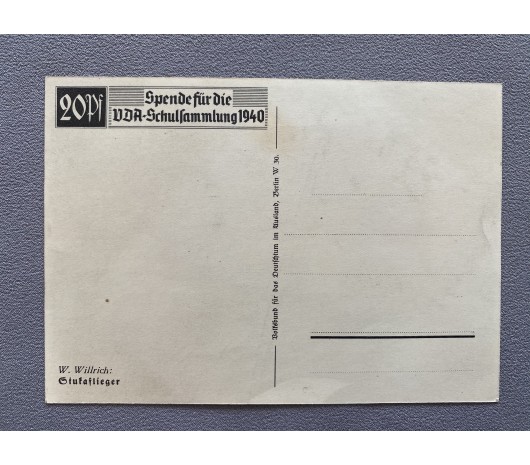 20Pf
Spende für die
VDA-Schulsammlung 1940
Volksbund für das Deutschtum im Ausland, Berlin W 30.
W. Willrich:
Stukaflieger